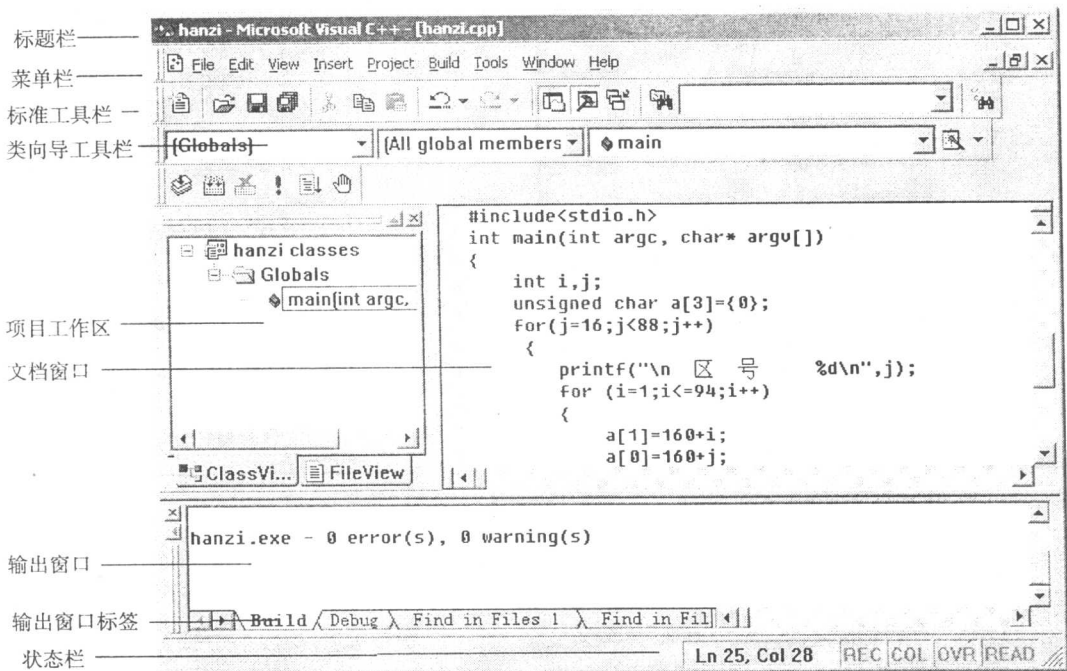 标题栏
hanzi - Microsoft Visual C++ - [hanzi.cpp]
菜单栏
File Edit View Insert Project Build Tools Window Help
标准工具栏
类向导工具栏
(Globals) (All global members main
hanzi classes
Globals
main(int argc,
ClassVi... FileView
项目工作区
文档窗口
#include<stdio.h>
int main(int argc, char* argv[])
{
int i,j;
unsigned char a[3]={0};
for(j=16;j<88;j++)
{
printf("\n 区 号 %d\n",j);
for (i=1;i<=94;i++)
{
a[1]=160+i;
a[0]=160+j;
hanzi.exe - 0 error(s), 0 warning(s)
输出窗口
输出窗口标签
Build Debug Find in Files 1 Find in Fil
状态栏
Ln 25, Col 28 REC COL OVR READ